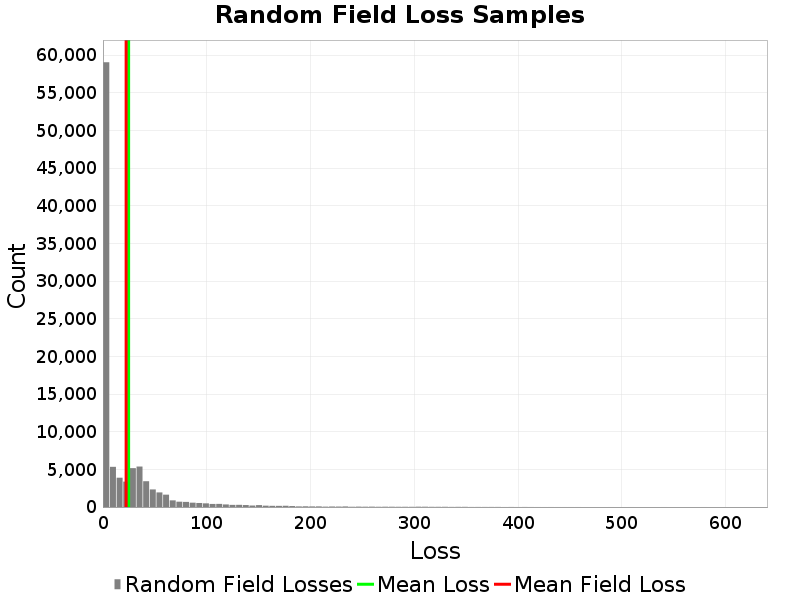 Random Field Loss Samples
Count
60,000
55,000
50,000
45,000
40,000
35,000
30,000
25,000
20,000
15,000
10,000
5,000
0
0 100 200 300 400 500 600
Loss
Random Field Losses Mean Loss Mean Field Loss